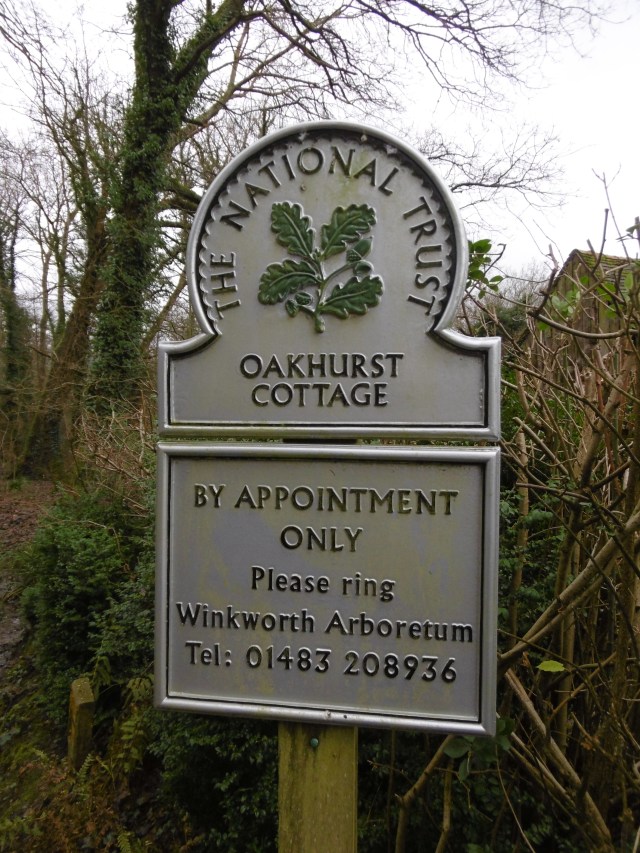 THE NATIONAL TRUST
OAKHURST
COTTAGE
BY APPOINTMENT
ONLY
Please ring
Winkworth Arboretum
Tel: 01483 208936